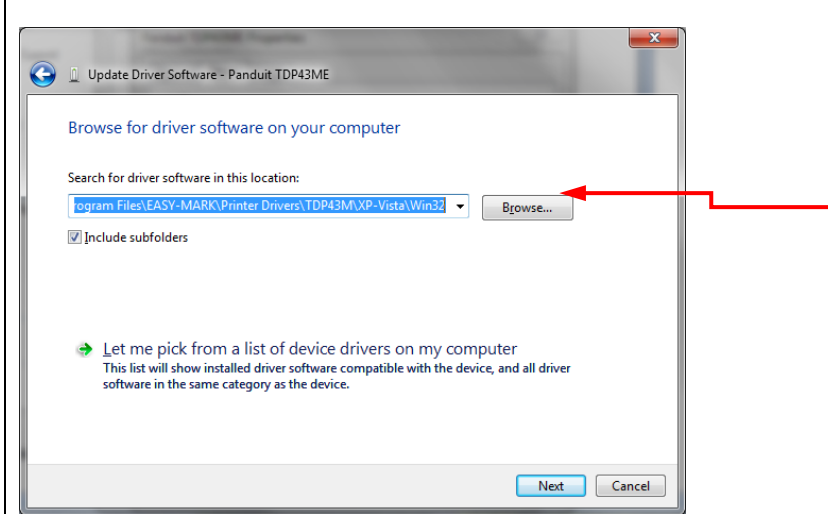 Update Driver Software - Panduit TDP43ME
Browse for driver software on your computer
Search for driver software in this location:
rogram Files\EASY-MARK\Printer Drivers\TDP43M\XP-Vista\Win32
Browse...
Include subfolders
Let me pick from a list of device drivers on my computer
This list will show installed driver software compatible with the device, and all driver
software in the same category as the device.
Next Cancel